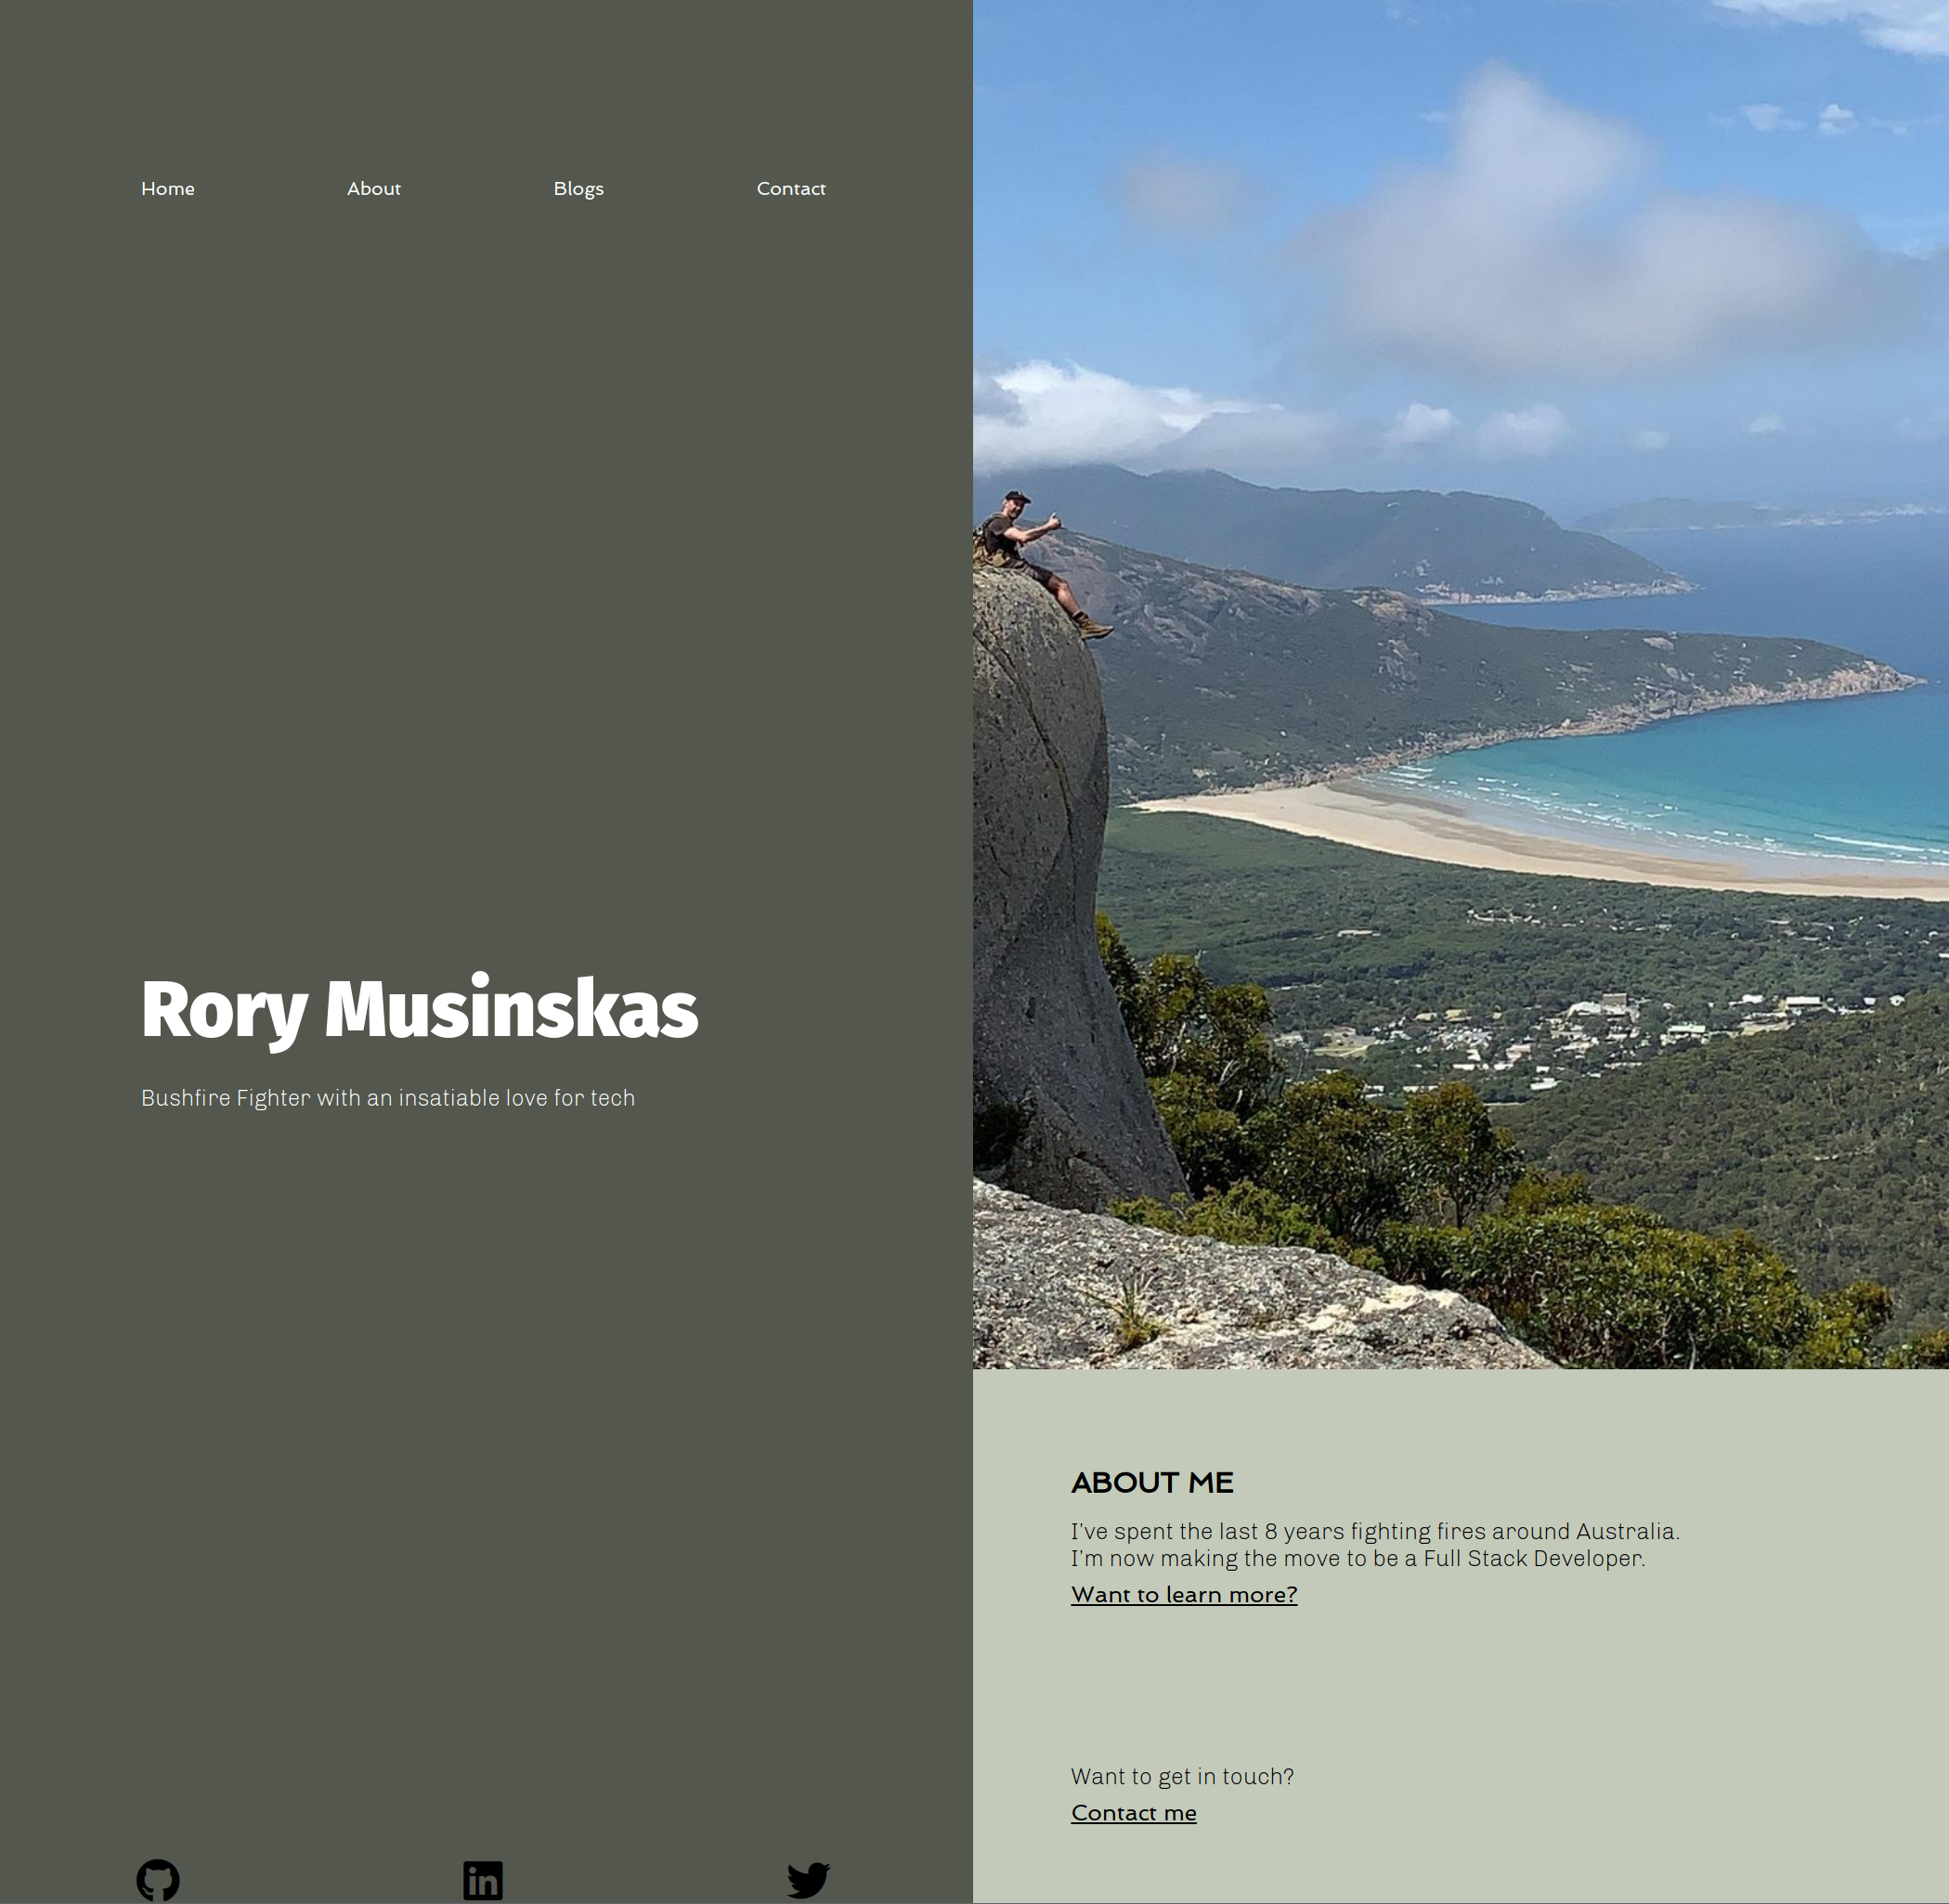 Home About Blogs Contact
Rory Musinskas
Bushfire Fighter with an insatiable love for tech
ABOUT ME
I've spent the last 8 years fighting fires around Australia.
I'm now making the move to be a Full Stack Developer.
Want to learn more?
Want to get in touch?
Contact me
in